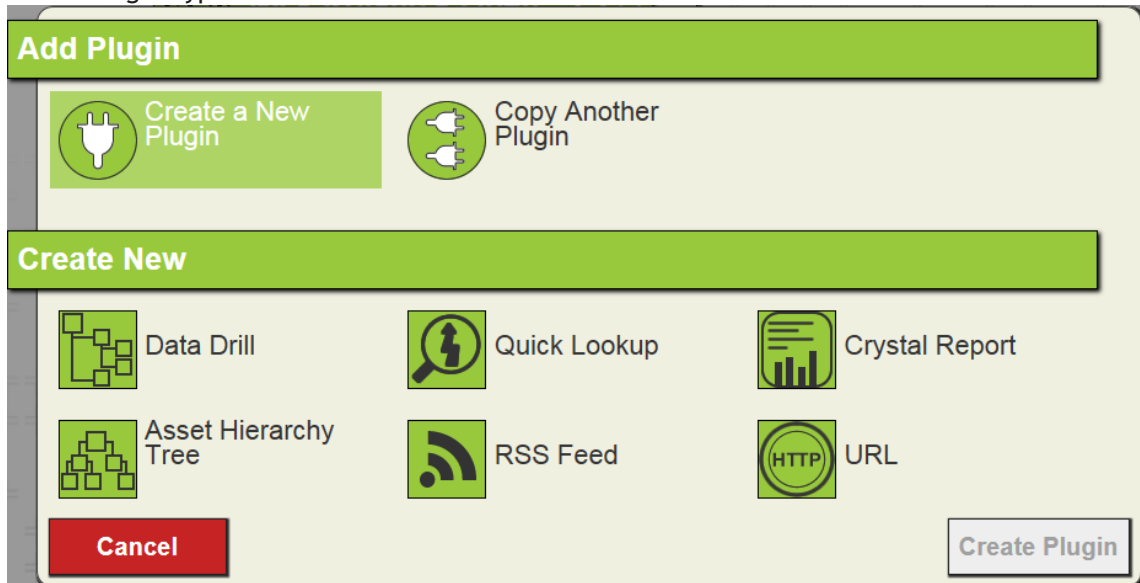 Add Plugin
Create a New
Plugin
Copy Another
Plugin
Create New
Data Drill
Quick Lookup
Crystal Report
Asset Hierarchy
Tree
RSS Feed
HTTP
URL
Cancel
Create Plugin